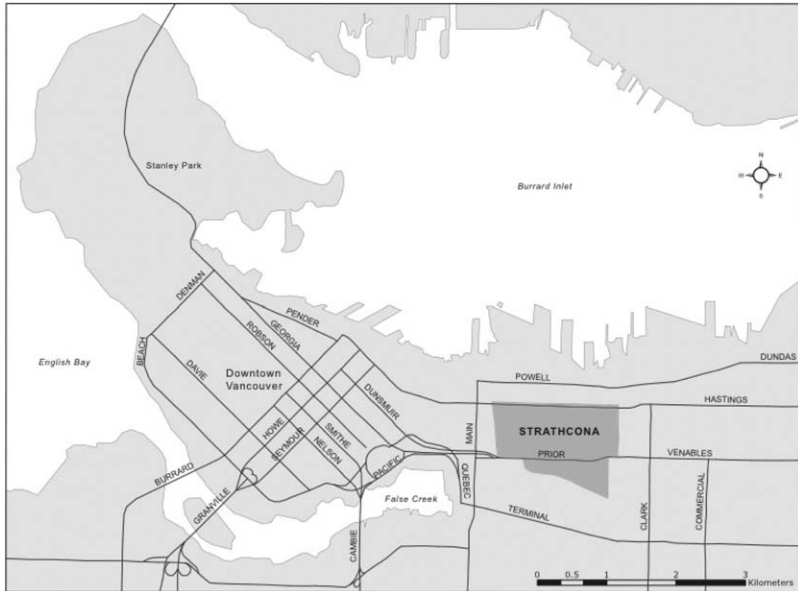 Stanley Park
Burrard Inlet
N
W
E
S
DENMAN
PENDER
GEORGIA
ROBSON
BEACH
English Bay
DAVIE
Downtown
Vancouver
DUNSMUIR
DUNDAS
POWELL
HASTINGS
HOWE
SEYMOUR
SMITHE
NELSON
MAIN
STRATHCONA
PRIOR
VENABLES
BURRARD
PACIFIC
QUEBEC
GRANVILLE
False Creek
TERMINAL
CLARK
COMMERCIAL
CAMBIE
0 0.5 1 2 3
Kilometers